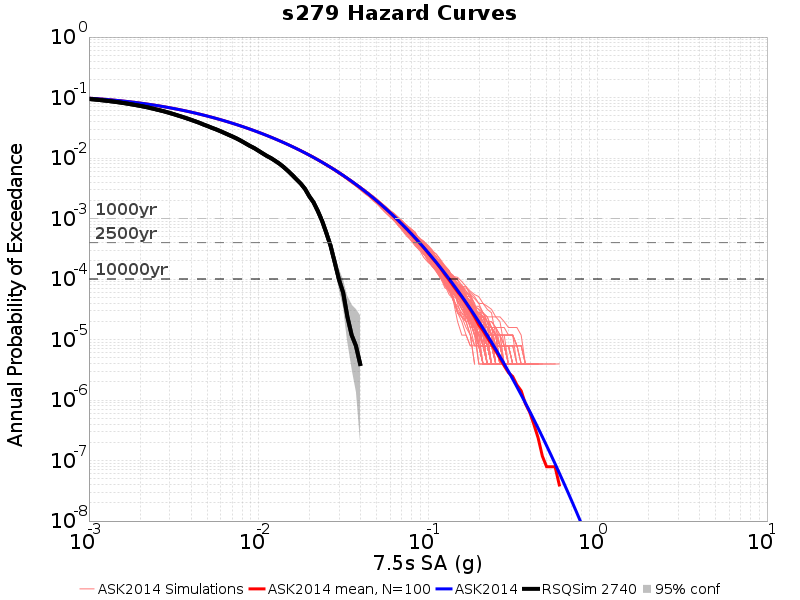 s279 Hazard Curves
Annual Probability of Exceedance
10^0
10^-1
10^-2
10^-3
10^-4
10^-5
10^-6
10^-7
10^-8
1000yr
2500yr
10000yr
10^-3 10^-2 10^-1 10^0 10^1
7.5s SA (g)
ASK2014 Simulations ASK2014 mean, N=100 ASK2014 RSQSim 2740 95% conf